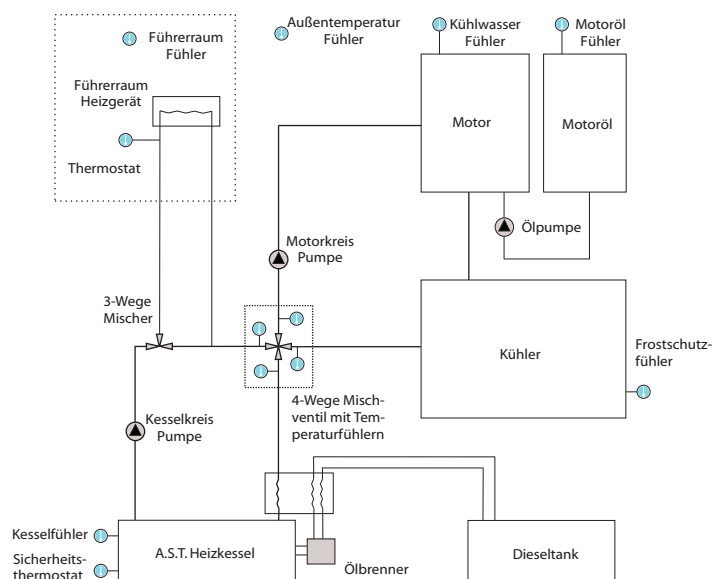 Führerraum
Fühler
Außentemperatur
Fühler
Kühlwasser
Fühler
Motoröl
Fühler
Führerraum
Heizgerät
Motor
Motoröl
Thermostat
Ölpumpe
Motorkreis
Pumpe
3-Wege
Mischer
Kühler
Frostschutz-
fühler
4-Wege Misch-
ventil mit Tem-
peraturfühlern
Kesselkreis
Pumpe
Kesselfühler
Sicherheits-
thermostat
A.S.T. Heizkessel
Ölbrenner
Dieseltank